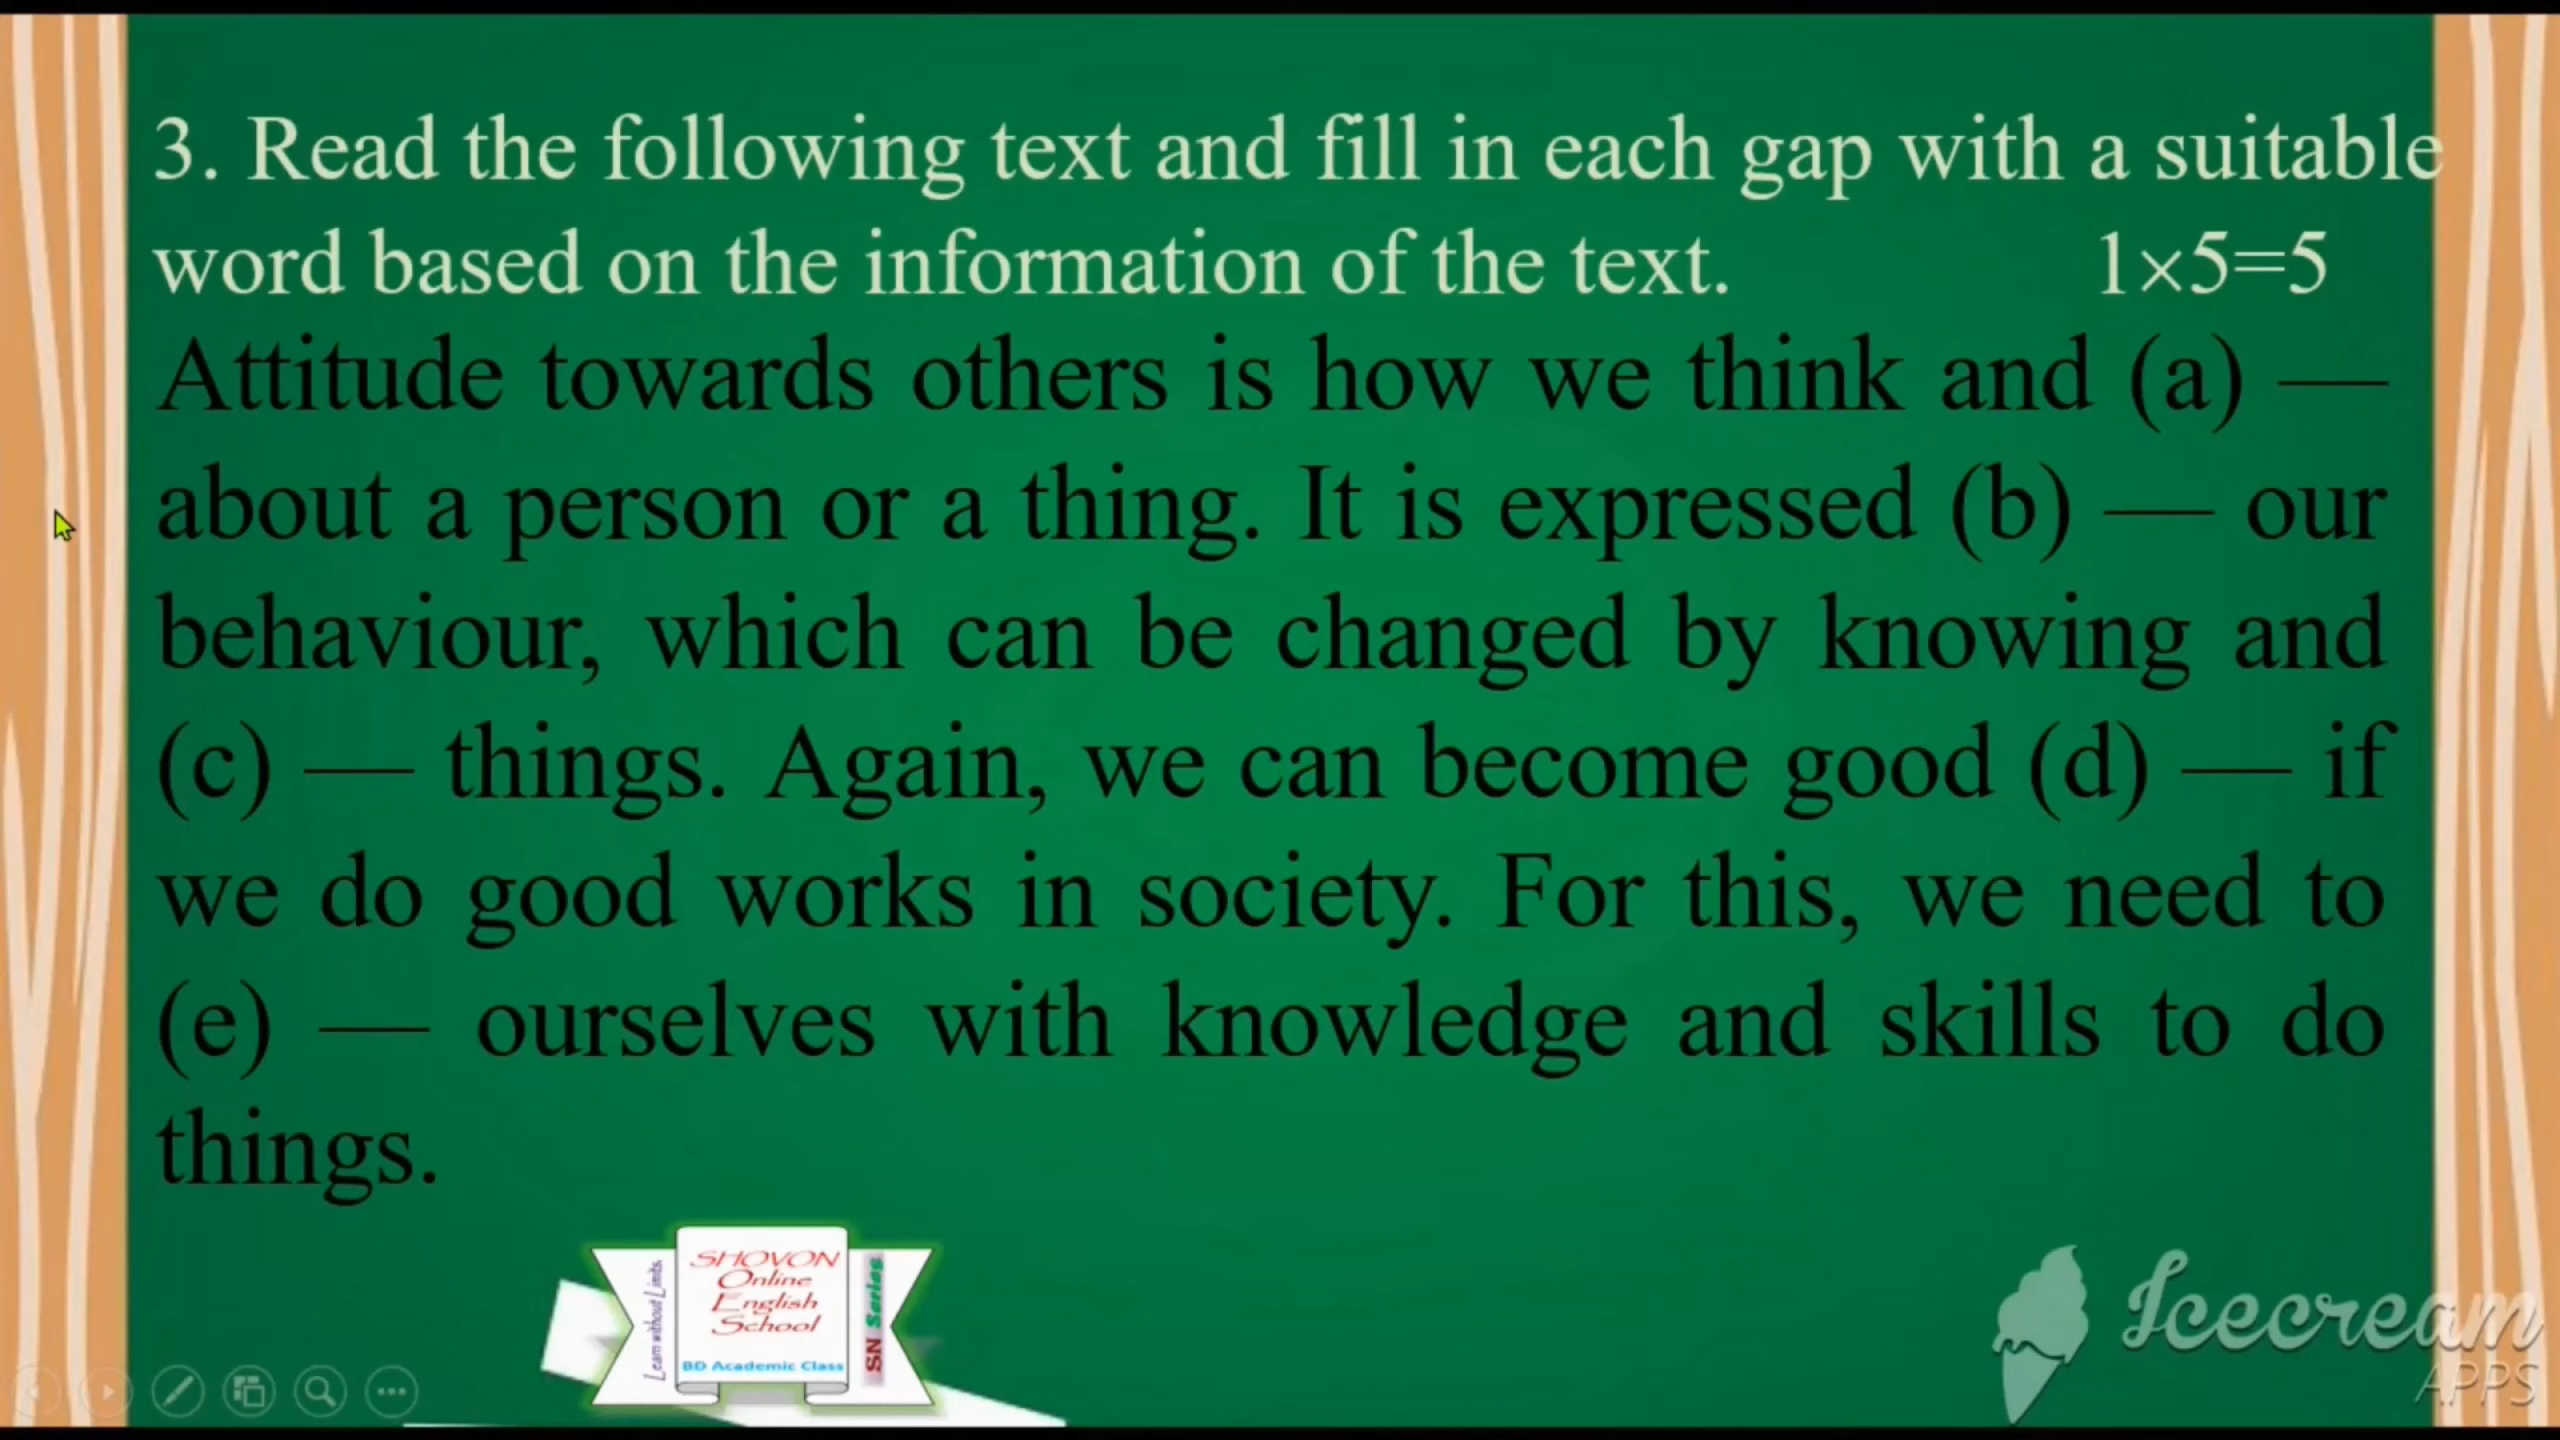 3. Read the following text and fill in each gap with a suitable
word based on the information of the text. 1×5=5
Attitude towards others is how we think and (a) —
about a person or a thing. It is expressed (b) — our
behaviour, which can be changed by knowing and
(c) — things. Again, we can become good (d) — if
we do good works in society. For this, we need to
(e) — ourselves with knowledge and skills to do
things.
Learn without Limits
SHOVON
Online
English
School
BD Academic Class
SN Series
Icecream
APPS